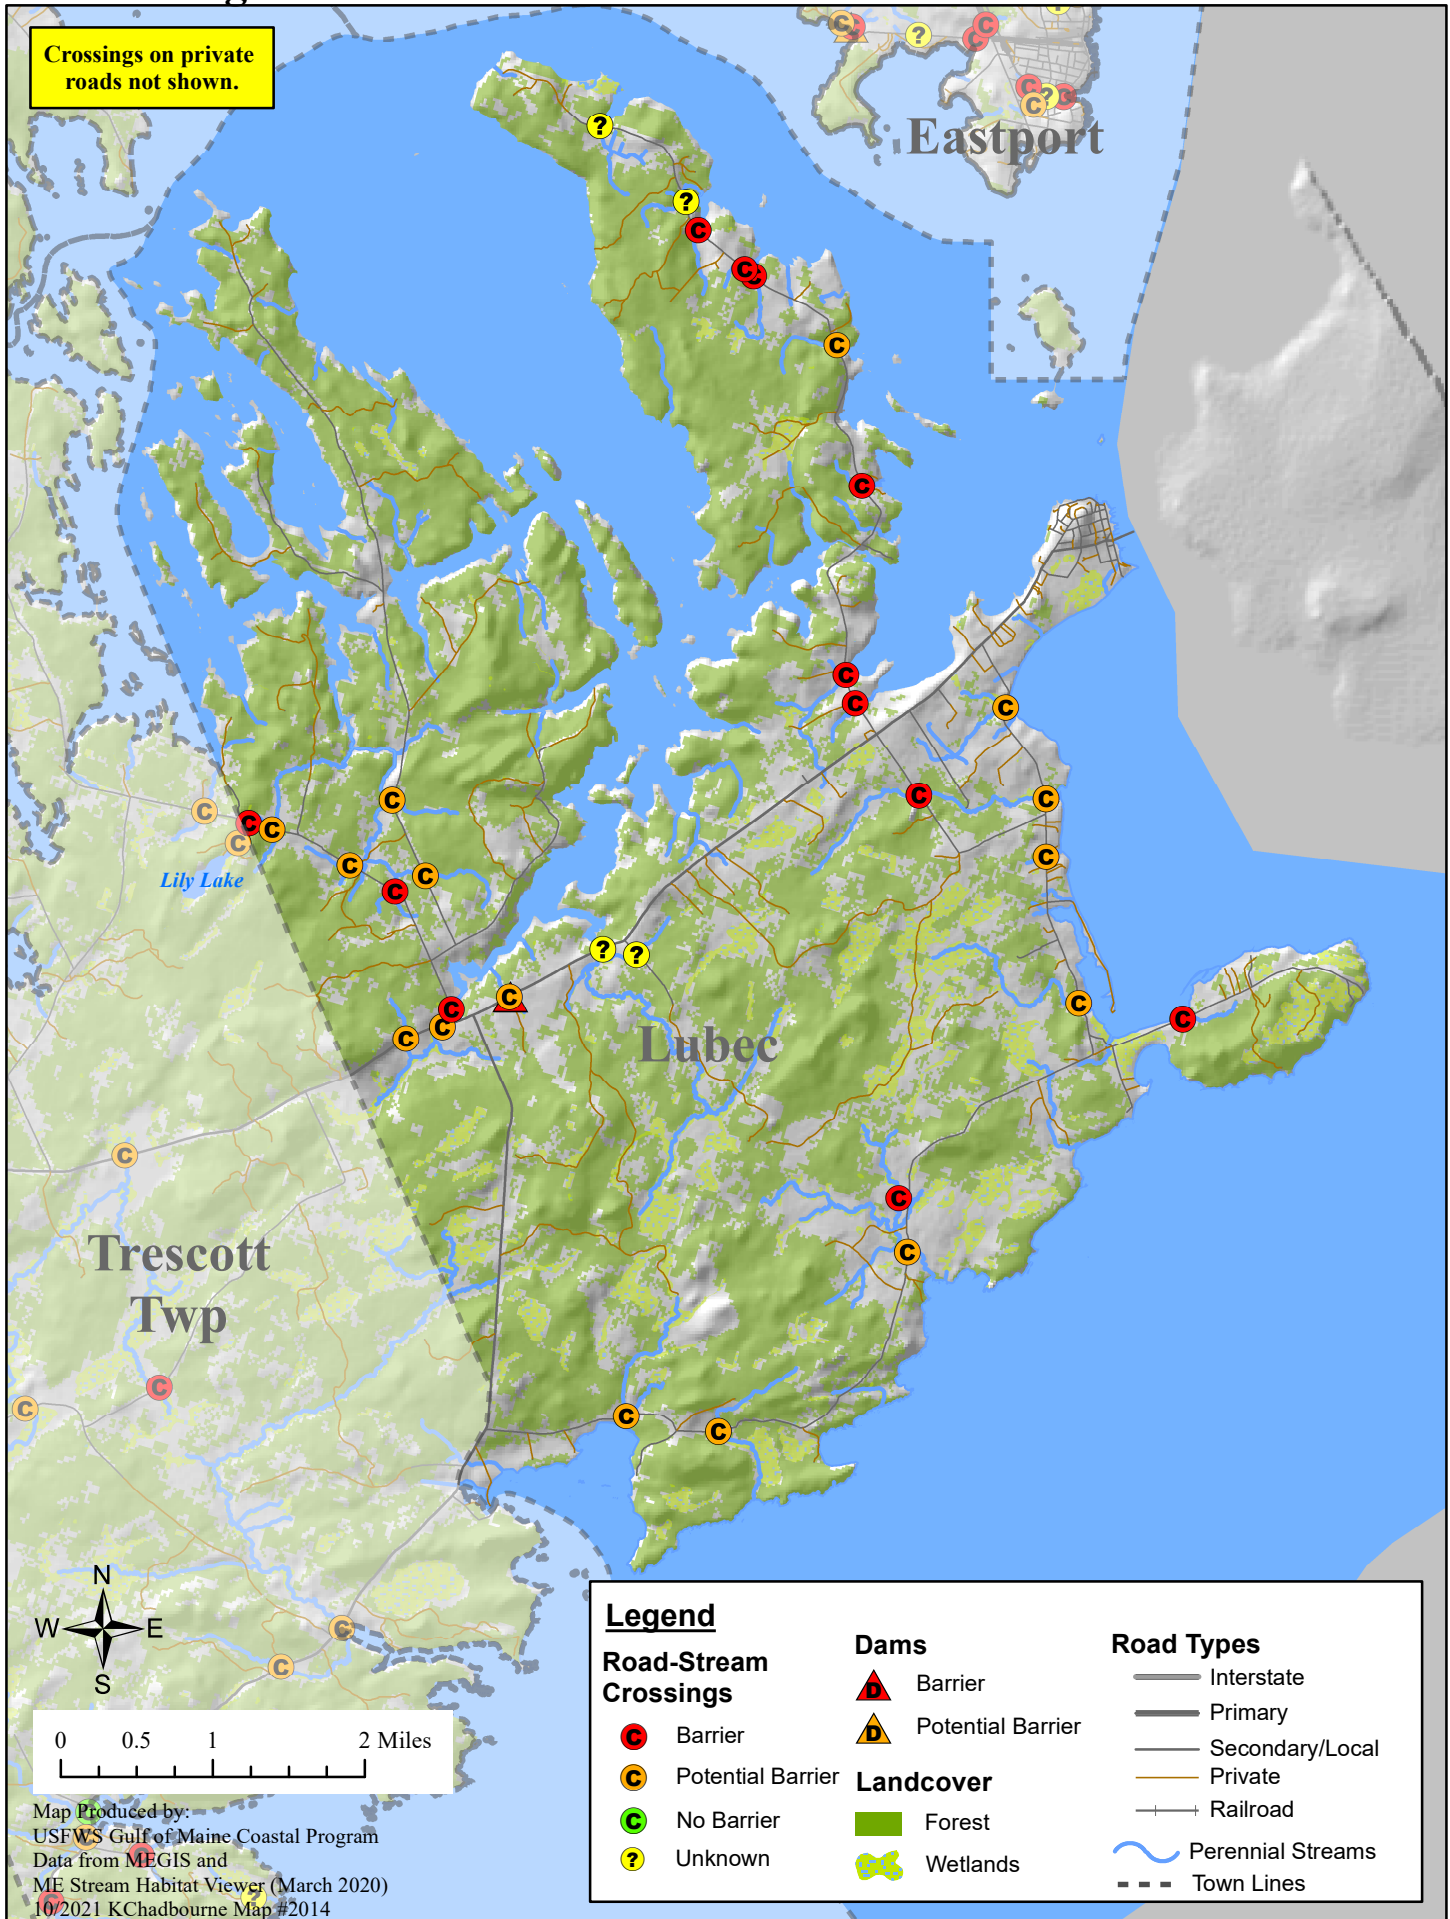 Crossings on private
roads not shown.
Eastport
Lily Lake
Lubec
Trescott
Twp
N
W E
S
0 0.5 1 2 Miles
Map Produced by:
USFWS Gulf of Maine Coastal Program
Data from MEGIS and
ME Stream Habitat Viewer (March 2020)
10/2021 KChadbourne Map #2014
Legend
Road-Stream
Crossings
C Barrier
C Potential Barrier
C No Barrier
? Unknown
Dams
D Barrier
D Potential Barrier
Landcover
Forest
Wetlands
Road Types
Interstate
Primary
Secondary/Local
Private
Railroad
Perennial Streams
Town Lines